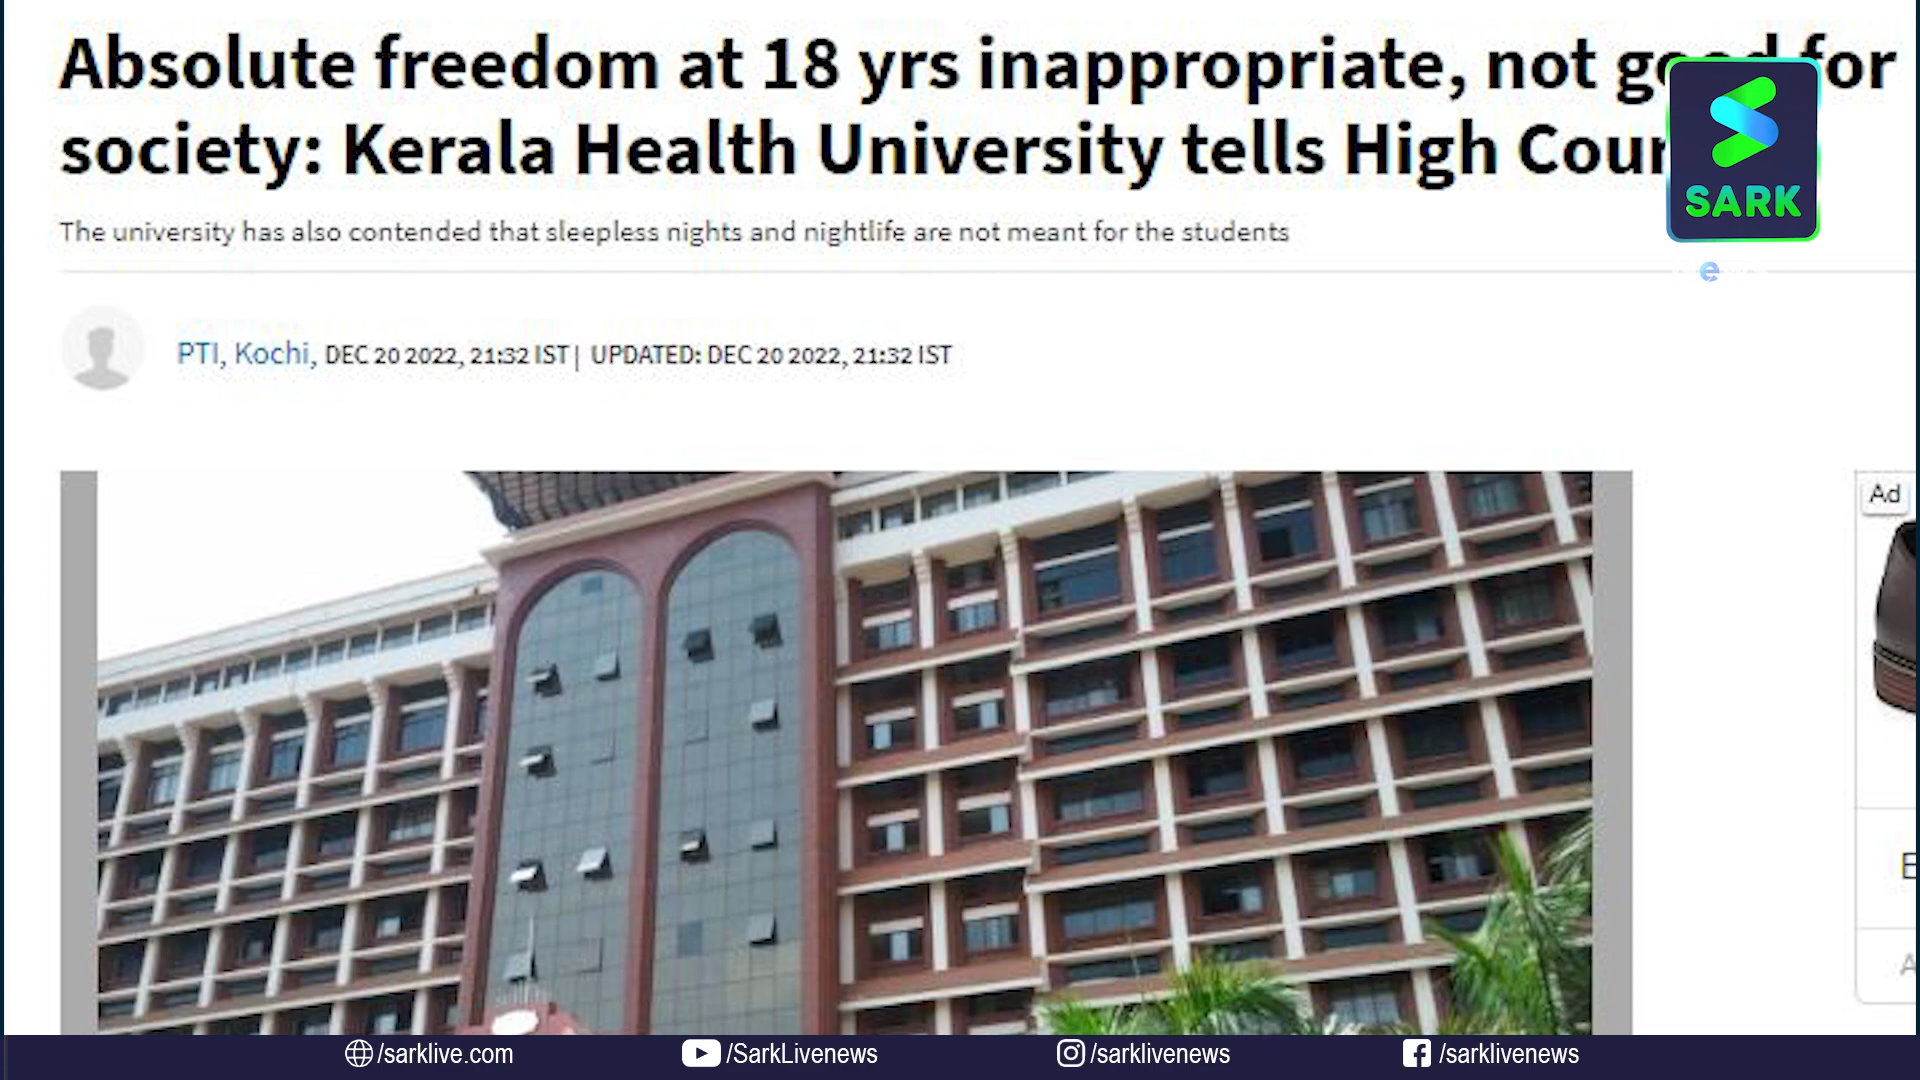 Absolute freedom at 18 yrs inappropriate, not good for
society: Kerala Health University tells High
SARK
The university has also contended that sleepless nights and nightlife are not meant for the students
PTI, Kochi, DEC 20 2022, 21:32 IST | UPDATED: DEC 20 2022, 21:32 IST
Ad
/sarklive.com
/SarkLivenews
/sarklivenews
/sarklivenews